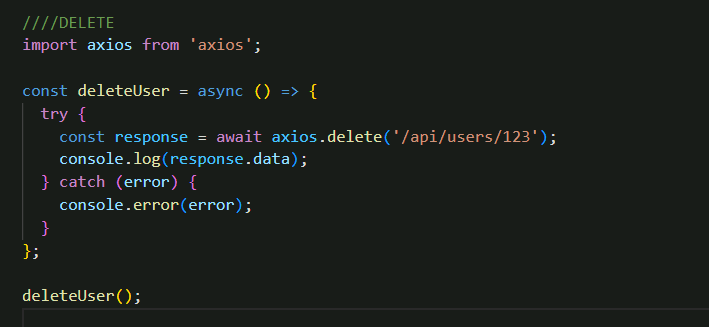 ////DELETE
import axios from 'axios';
const deleteUser = async () => {
  try {
    const response = await axios.delete('/api/users/123');
    console.log(response.data);
  } catch (error) {
    console.error(error);
  }
};
deleteUser();